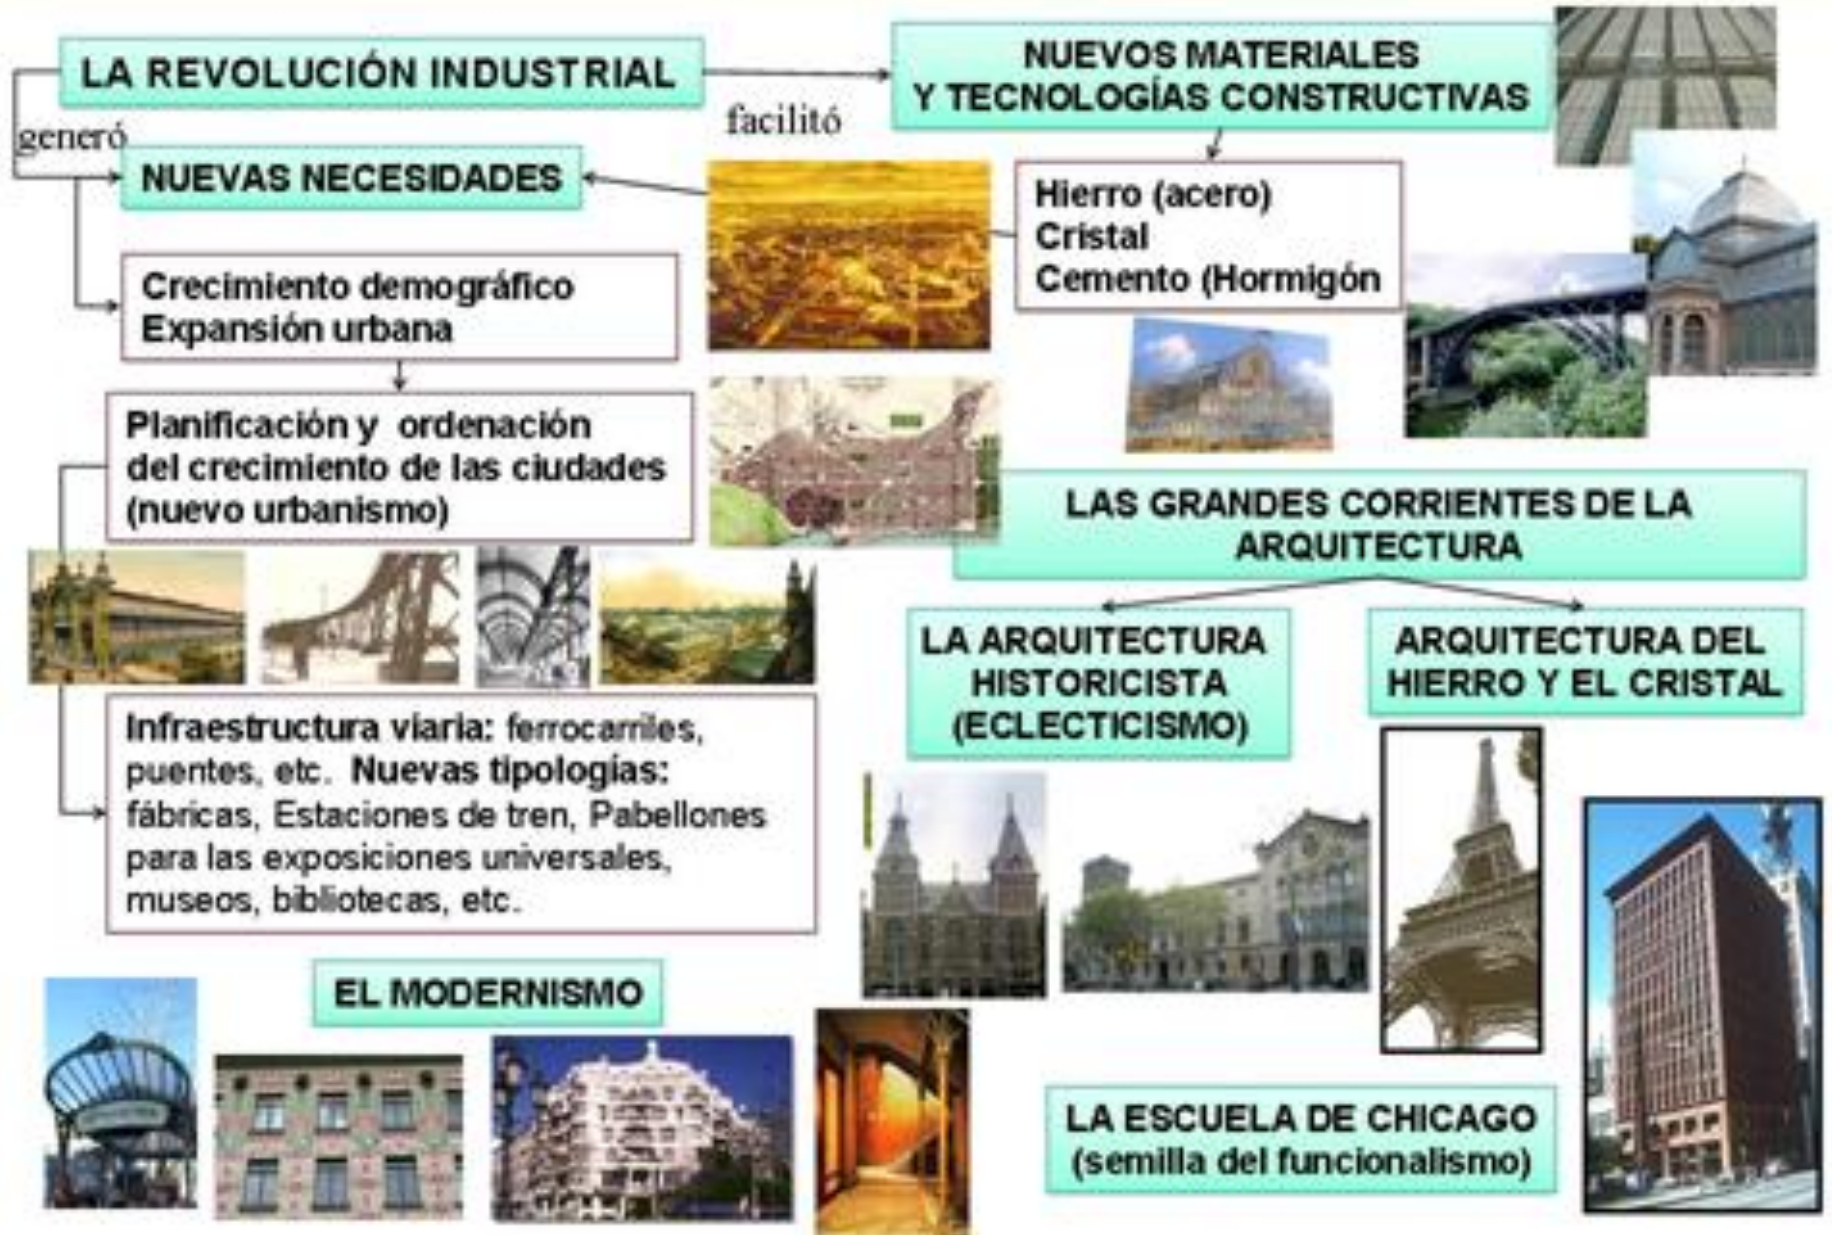 LA REVOLUCIÓN INDUSTRIAL
facilitó
NUEVOS MATERIALES
Y TECNOLOGÍAS CONSTRUCTIVAS
generó
NUEVAS NECESIDADES
Hierro (acero)
Cristal
Cemento (Hormigón
Crecimiento demográfico
Expansión urbana
Planificación y ordenación
del crecimiento de las ciudades
(nuevo urbanismo)
LAS GRANDES CORRIENTES DE LA
ARQUITECTURA
LA ARQUITECTURA
HISTORICISTA
(ECLECTICISMO)
ARQUITECTURA DEL
HIERRO Y EL CRISTAL
Infraestructura viaria: ferrocarriles,
puentes, etc. Nuevas tipologías:
fábricas, Estaciones de tren, Pabellones
para las exposiciones universales,
museos, bibliotecas, etc.
EL MODERNISMO
LA ESCUELA DE CHICAGO
(semilla del funcionalismo)